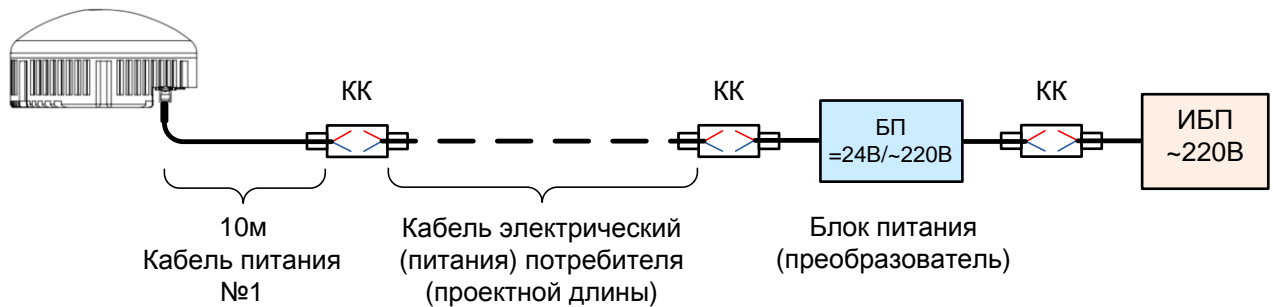 КК
КК
КК
БП
=24В/~220В
ИБП
~220В
10м
Кабель питания
№1
Кабель электрический
(питания) потребителя
(проектной длины)
Блок питания
(преобразователь)